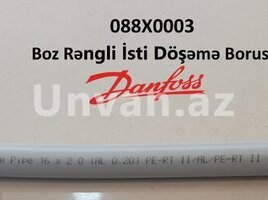 088X0003
Boz Rəngli İsti Döşəmə Borus
Danfoss
Unvan.az
Pipe 16 x 2.0 (AL 0.20) PE-RT II/AL/PE-RT II